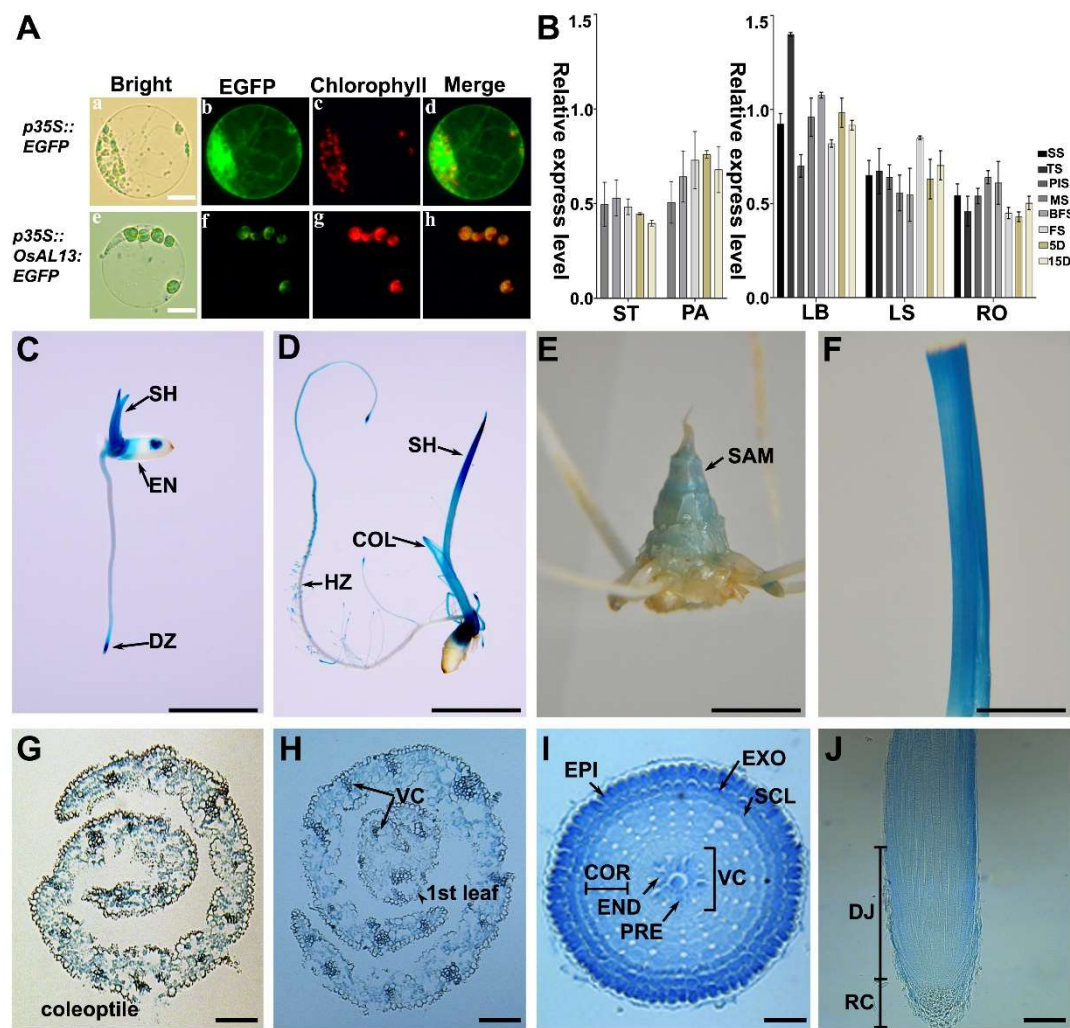 A
Bright EGFP Chlorophyll Merge
p35S::
EGFP
a b c d
p35S::
OsAL13:
EGFP
e f g h
B
Relative express level
1.5
1.0
0.5
0.0
ST PA
Relative express level
1.5
1.0
0.5
0.0
LB LS RO
SS
TS
PIS
MS
BFS
FS
5D
15D
C
SH
EN
DZ
D
SH
COL
HZ
E
SAM
F
G
coleoptile
H
VC
1st leaf
I
EPI
EXO
SCL
COR
VC
END
PRE
J
DJ
RC